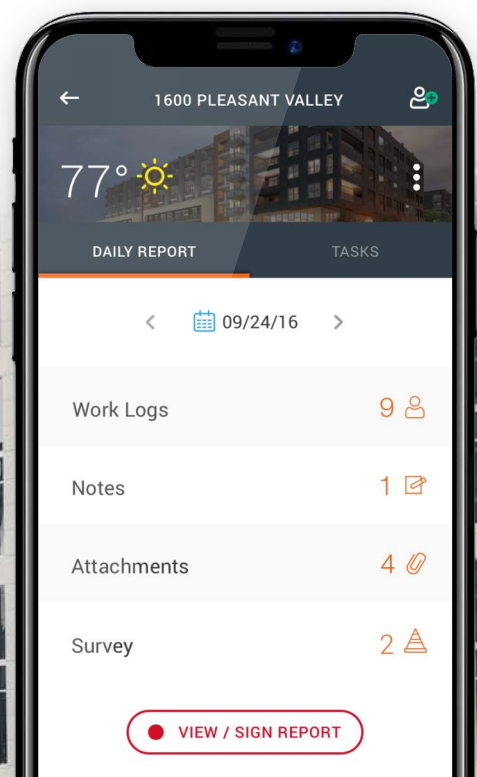 1600 PLEASANT VALLEY
77°
DAILY REPORT TASKS
09/24/16
Work Logs 9
Notes 1
Attachments 4
Survey 2
VIEW / SIGN REPORT